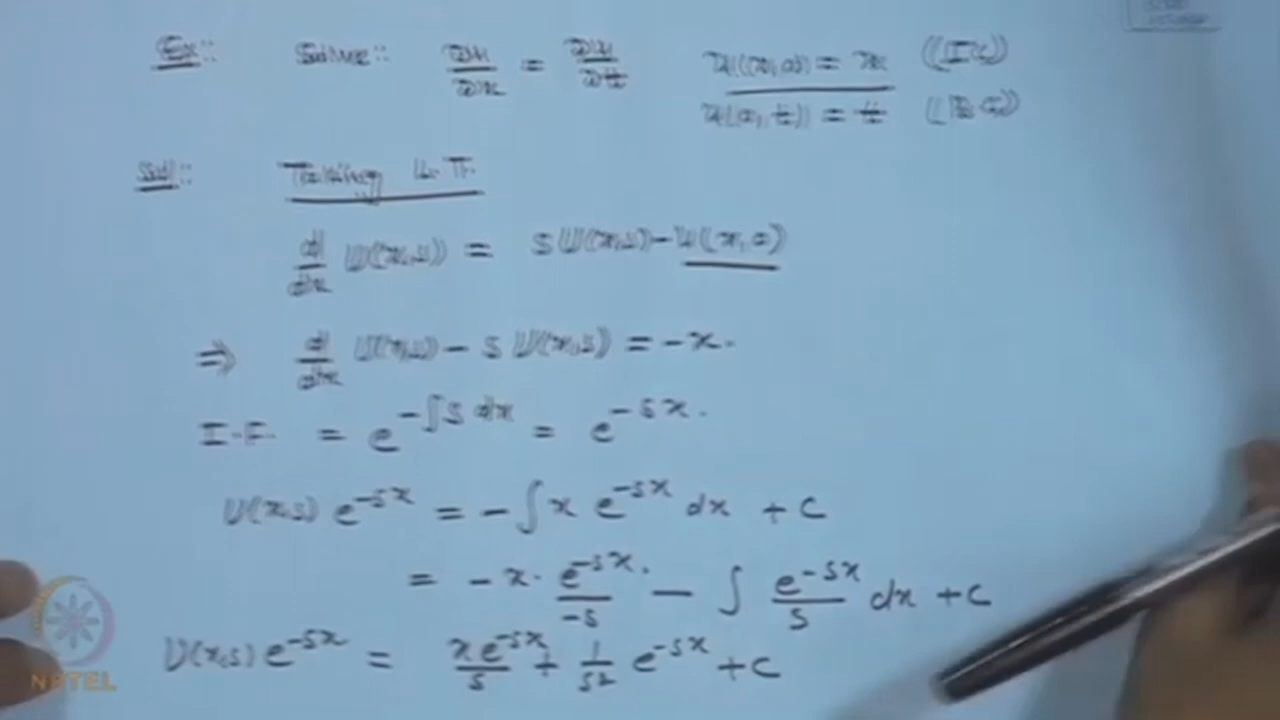 Ex:: Solve:: ∂u/∂x = ∂u/∂t u(x,0) = x (I.C)
u(0,t) = t (B.C)
Sol:: Taking L.T.
d/dx U(x,s) = s U(x,s) - u(x,0)
⇒ d/dx U(x,s) - s U(x,s) = -x.
I.F. = e^{-∫s dx} = e^{-sx}.
U(x,s) e^{-sx} = -∫x e^{-sx} dx + c
= -x. e^{-sx}/-s - ∫ e^{-sx}/s dx + c
U(x,s) e^{-sx} = x e^{-sx}/s + 1/s² e^{-sx} + c
NPTEL